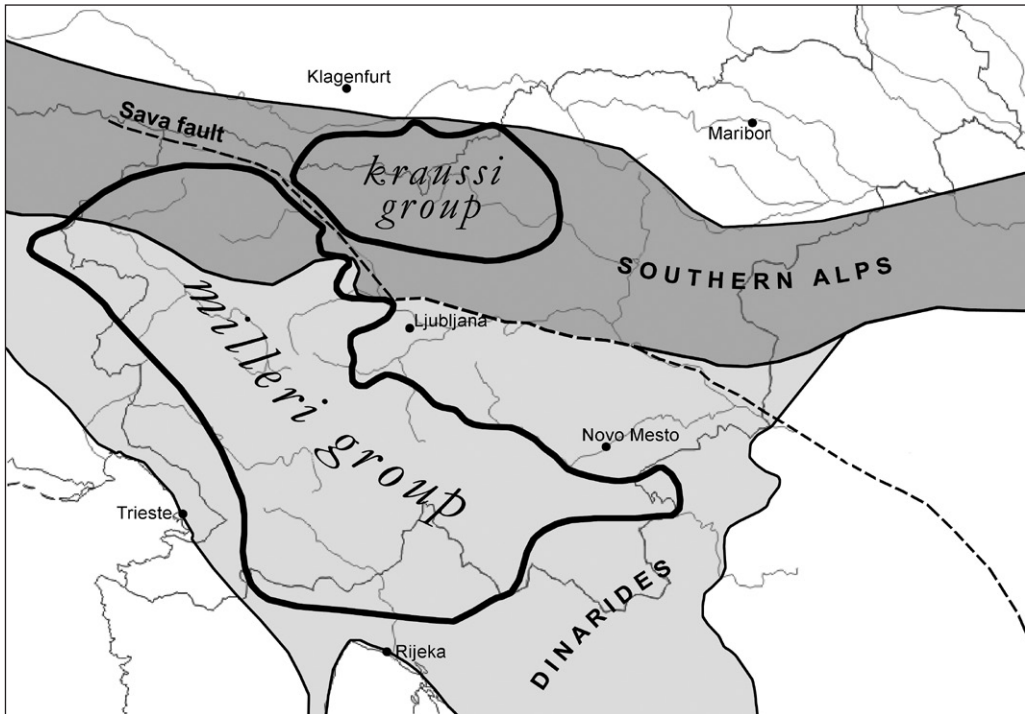 Klagenfurt
Sava fault
Maribor
kraussi
group
SOUTHERN ALPS
Ljubljana
milleri group
Novo Mesto
Trieste
DINARIDES
Rijeka